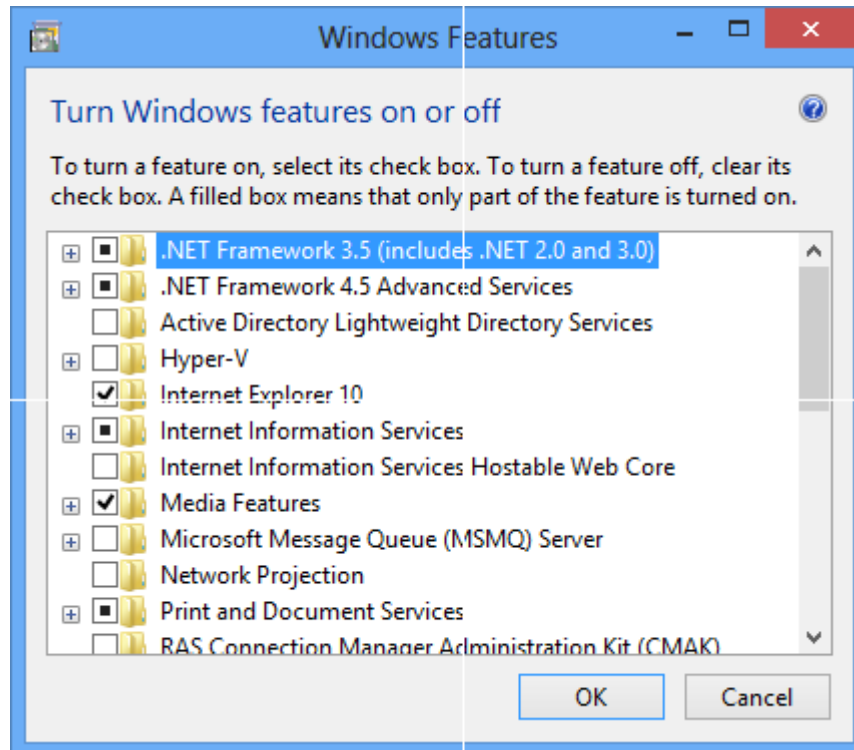 Windows Features
Turn Windows features on or off
To turn a feature on, select its check box. To turn a feature off, clear its
check box. A filled box means that only part of the feature is turned on.
.NET Framework 3.5 (includes .NET 2.0 and 3.0)
.NET Framework 4.5 Advanced Services
Active Directory Lightweight Directory Services
Hyper-V
Internet Explorer 10
Internet Information Services
Internet Information Services Hostable Web Core
Media Features
Microsoft Message Queue (MSMQ) Server
Network Projection
Print and Document Services
RAS Connection Manager Administration Kit (CMAK)
OK Cancel